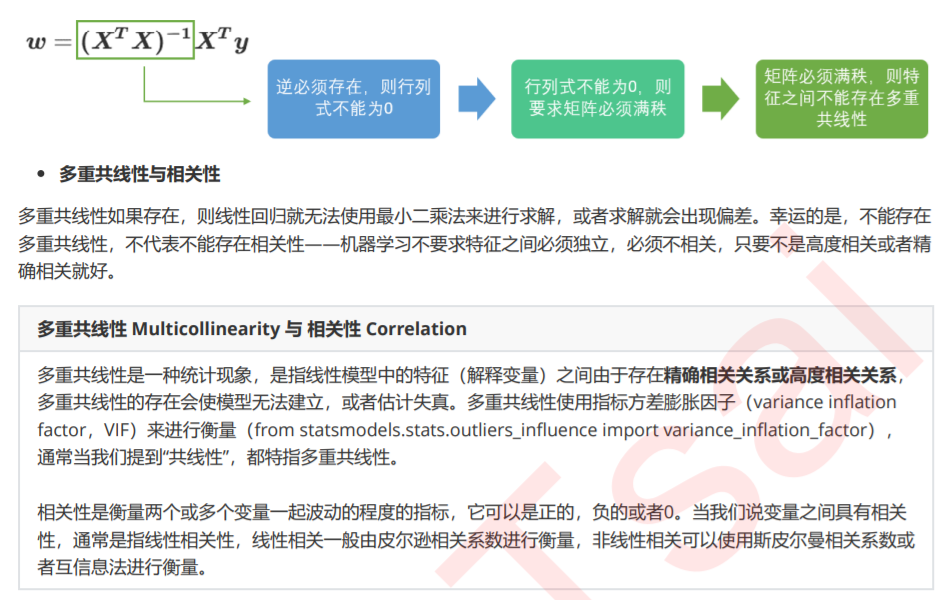 w = (X^T X)^{-1} X^T y
逆必须存在，则行列
式不能为0
行列式不能为0，则
要求矩阵必须满秩
矩阵必须满秩，则特
征之间不能存在多重
共线性
• 多重共线性与相关性
多重共线性如果存在，则线性回归就无法使用最小二乘法来进行求解，或者求解就会出现偏差。幸运的是，不能存在
多重共线性，不代表不能存在相关性——机器学习不要求特征之间必须独立，必须不相关，只要不是高度相关或者精
确相关就好。
多重共线性 Multicollinearity 与 相关性 Correlation
多重共线性是一种统计现象，是指线性模型中的特征（解释变量）之间由于存在精确相关关系或高度相关关系，
多重共线性的存在会使模型无法建立，或者估计失真。多重共线性使用指标方差膨胀因子（variance inflation
factor，VIF）来进行衡量（from statsmodels.stats.outliers_influence import variance_inflation_factor），
通常当我们提到“共线性”，都特指多重共线性。
相关性是衡量两个或多个变量一起波动的程度的指标，它可以是正的，负的或者0。当我们说变量之间具有相关
性，通常是指线性相关性，线性相关一般由皮尔逊相关系数进行衡量，非线性相关可以使用斯皮尔曼相关系数或
者互信息法进行衡量。
Tsai